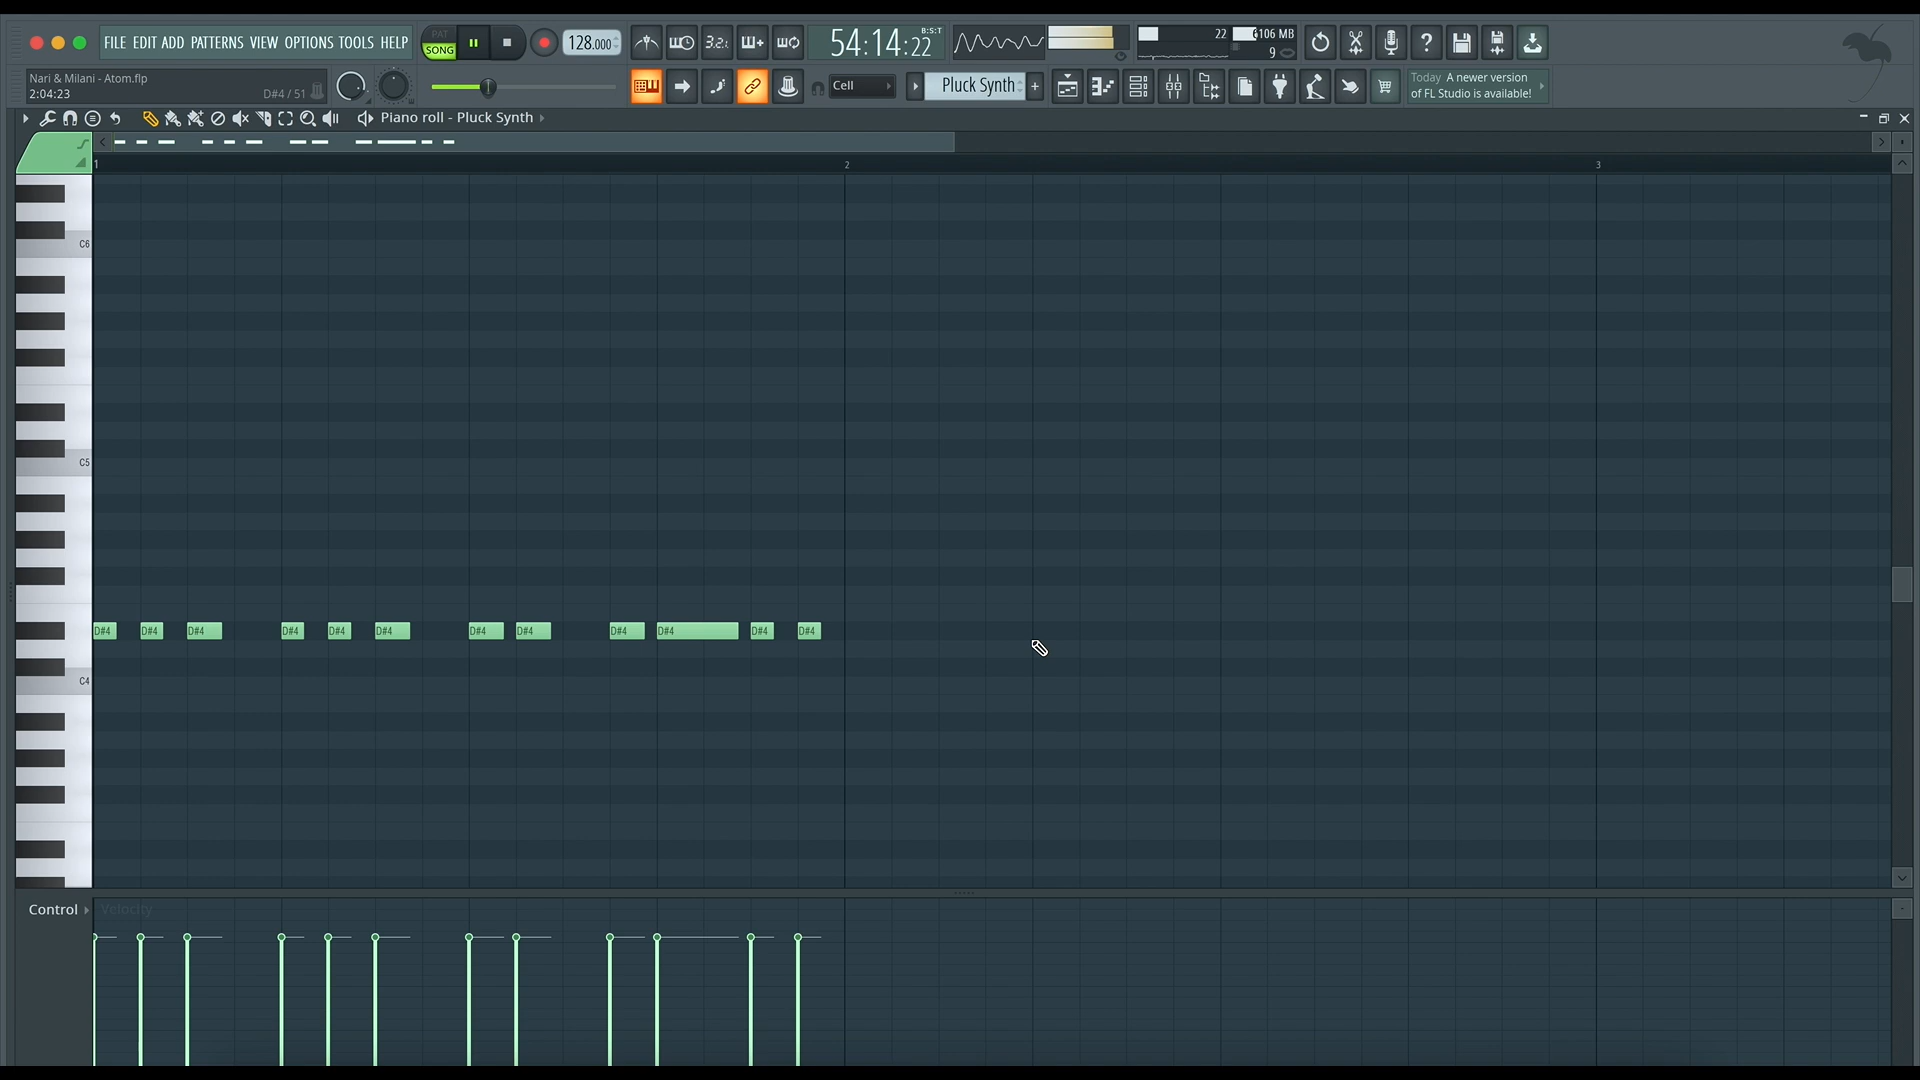 FILE EDIT ADD PATTERNS VIEW OPTIONS TOOLS HELP
PAT
SONG
128.000
3.2.
54:14:22
B:S:T
22
6106 MB
9
Nari & Milani - Atom.flp
2:04:23
D#4 / 51
Cell
Pluck Synth
Today A newer version
of FL Studio is available!
Piano roll - Pluck Synth
1
2
3
C6
C5
D#4 D#4 D#4 D#4 D#4 D#4 D#4 D#4 D#4 D#4 D#4 D#4
C4
Control
Velocity